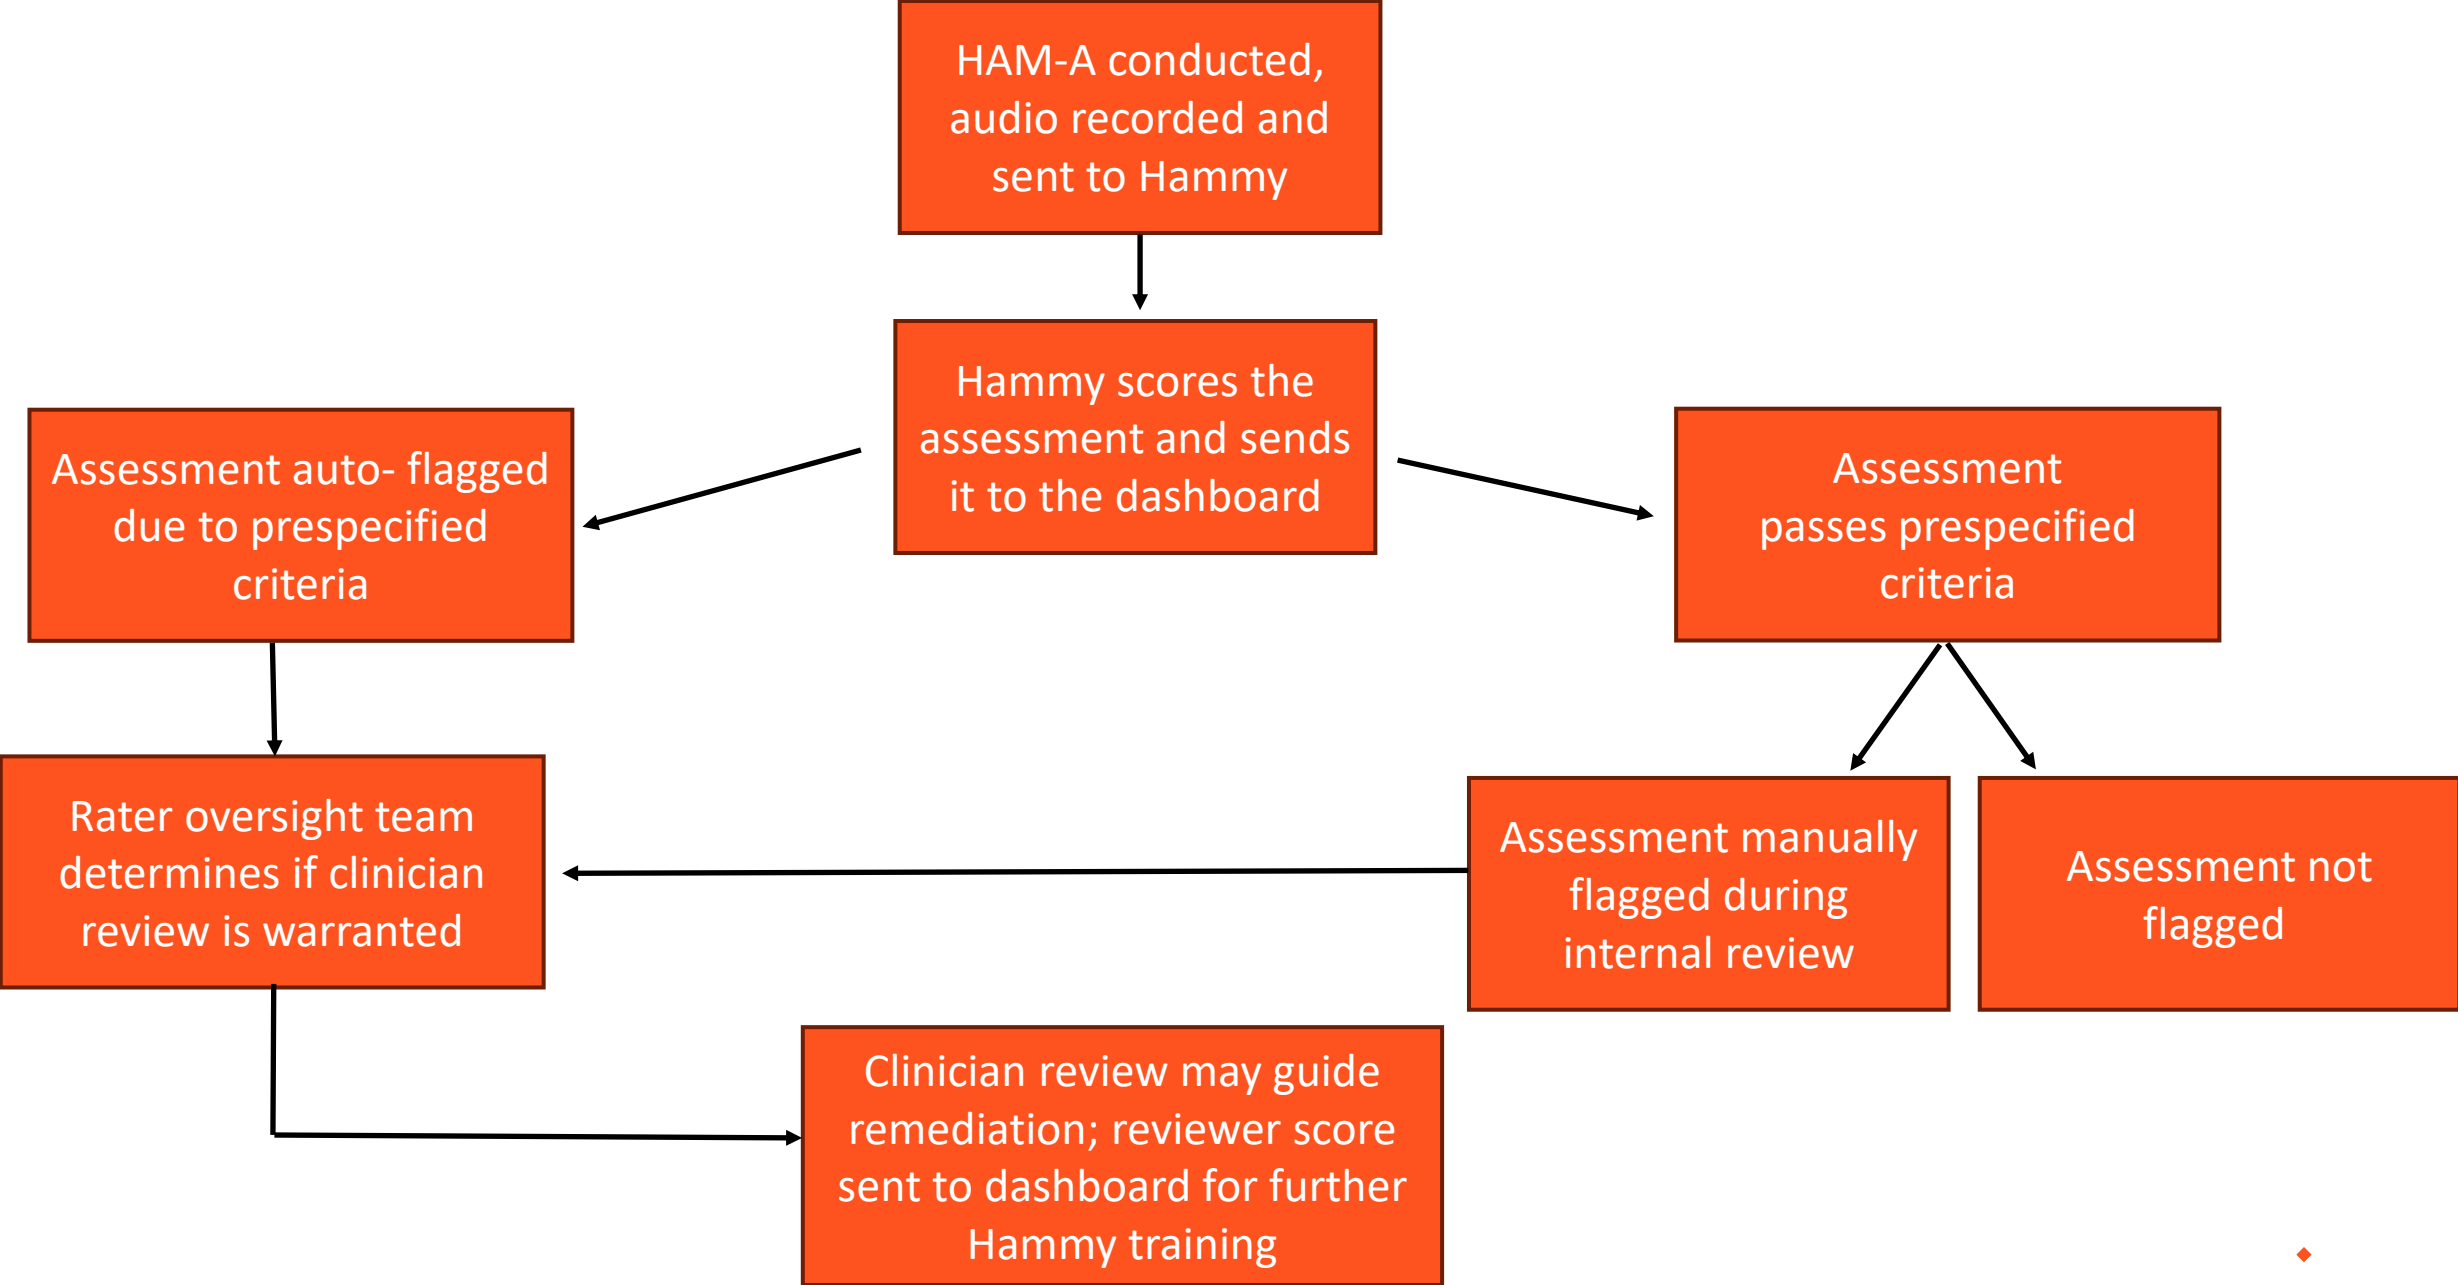 HAM-A conducted,
audio recorded and
sent to Hammy
Hammy scores the
assessment and sends
it to the dashboard
Assessment auto- flagged
due to prespecified
criteria
Assessment
passes prespecified
criteria
Rater oversight team
determines if clinician
review is warranted
Assessment manually
flagged during
internal review
Assessment not
flagged
Clinician review may guide
remediation; reviewer score
sent to dashboard for further
Hammy training